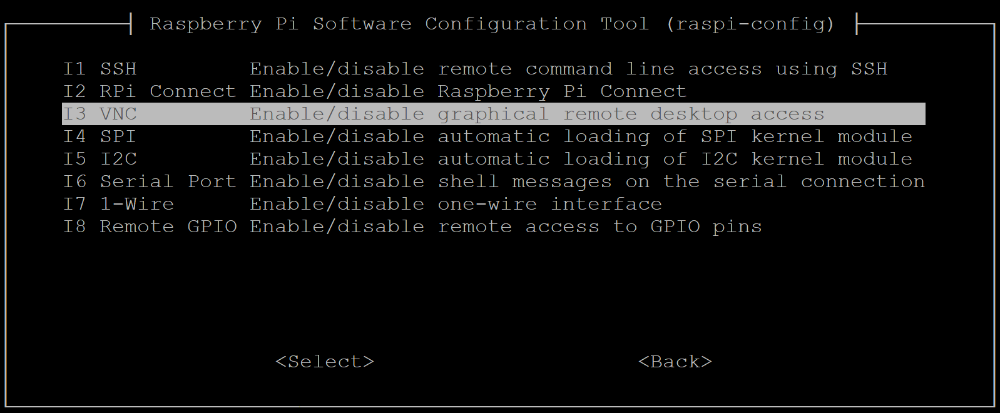 Raspberry Pi Software Configuration Tool (raspi-config)
I1 SSH Enable/disable remote command line access using SSH
I2 RPi Connect Enable/disable Raspberry Pi Connect
I3 VNC Enable/disable graphical remote desktop access
I4 SPI Enable/disable automatic loading of SPI kernel module
I5 I2C Enable/disable automatic loading of I2C kernel module
I6 Serial Port Enable/disable shell messages on the serial connection
I7 1-Wire Enable/disable one-wire interface
I8 Remote GPIO Enable/disable remote access to GPIO pins
<Select> <Back>